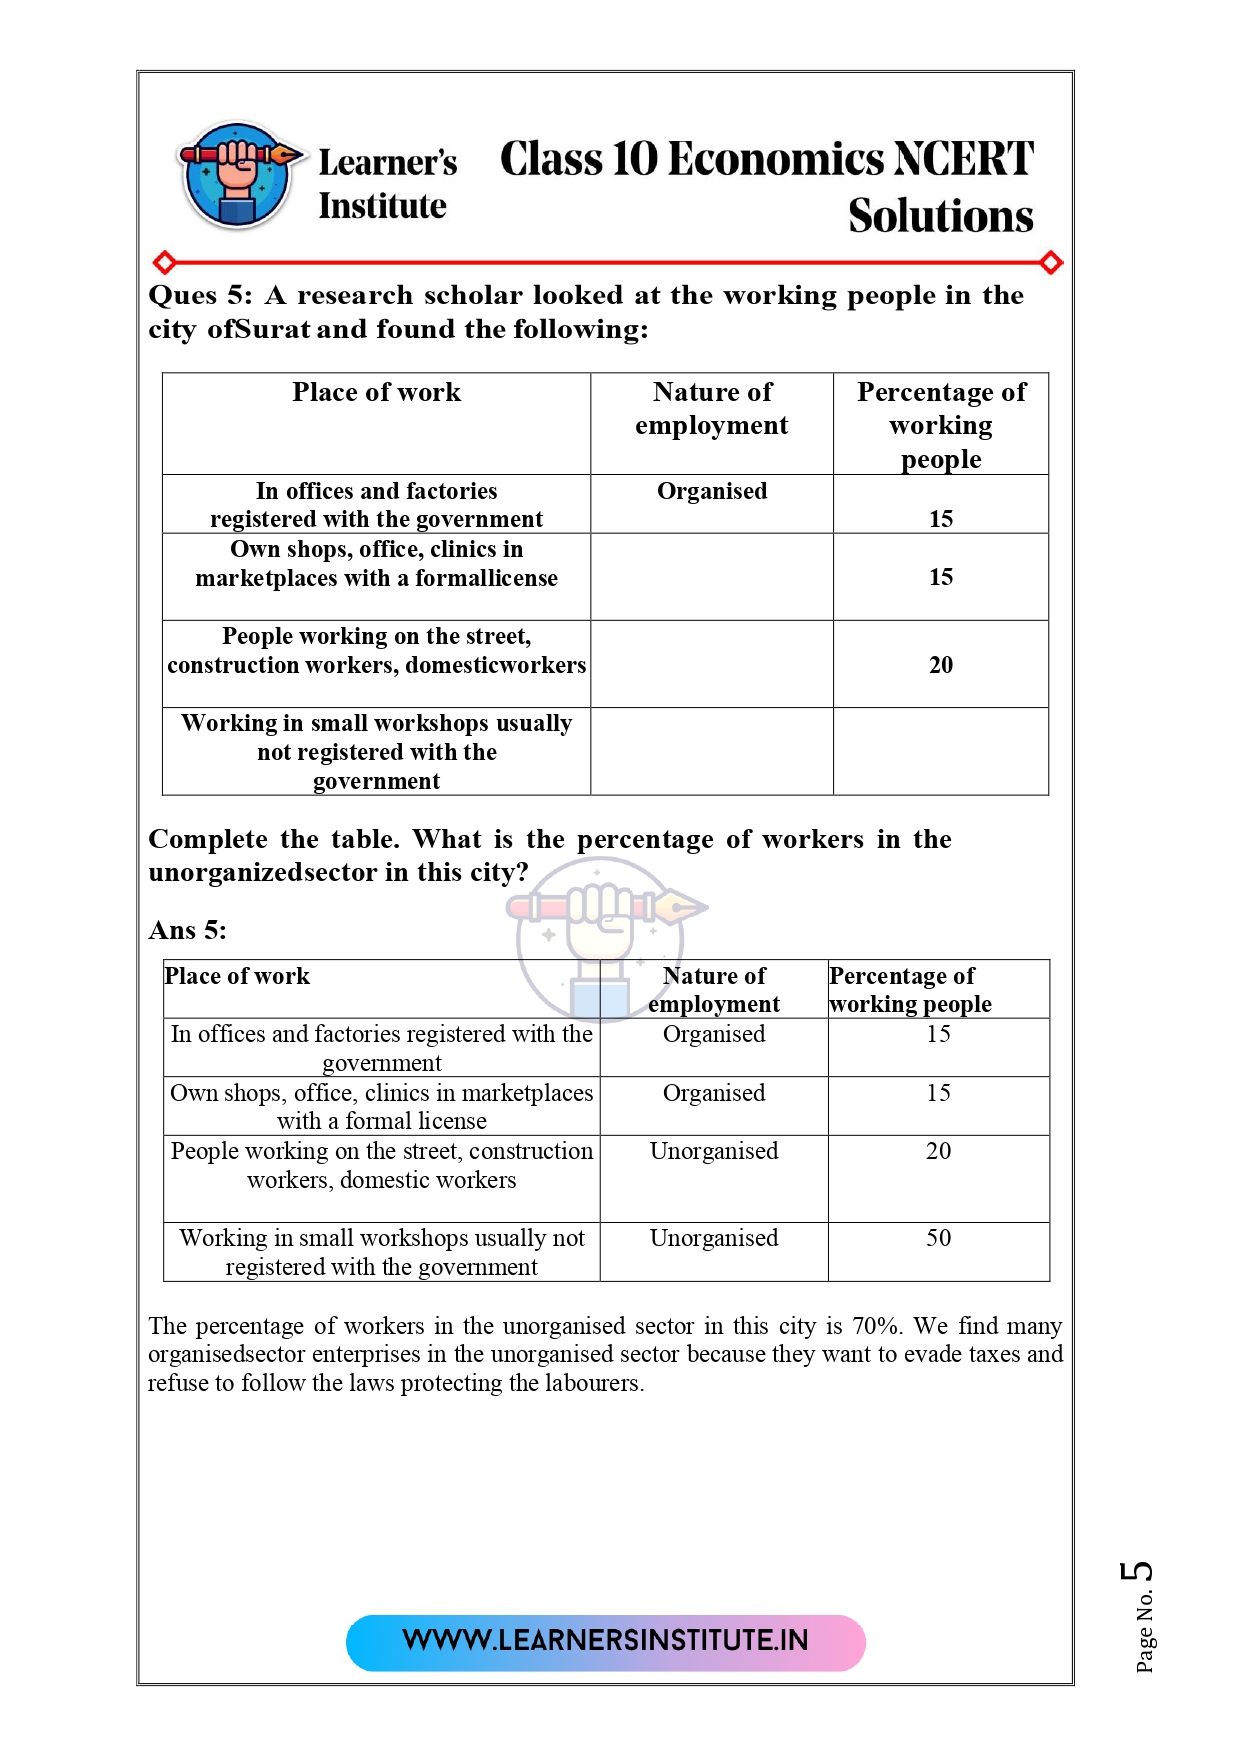 Learner's
Institute
Class 10 Economics NCERT
Solutions
Ques 5: A research scholar looked at the working people in the
city ofSurat and found the following:
Place of work
Nature of
employment
Percentage of
working
people
In offices and factories
registered with the government
Organised
15
Own shops, office, clinics in
marketplaces with a formallicense
15
People working on the street,
construction workers, domesticworkers
20
Working in small workshops usually
not registered with the
government
Complete the table. What is the percentage of workers in the
unorganizedsector in this city?
Ans 5:
Place of work
Nature of
employment
Percentage of
working people
In offices and factories registered with the
government
Organised
15
Own shops, office, clinics in marketplaces
with a formal license
Organised
15
People working on the street, construction
workers, domestic workers
Unorganised
20
Working in small workshops usually not
registered with the government
Unorganised
50
The percentage of workers in the unorganised sector in this city is 70%. We find many
organisedsector enterprises in the unorganised sector because they want to evade taxes and
refuse to follow the laws protecting the labourers.
WWW.LEARNERSINSTITUTE.IN
Page No. 5